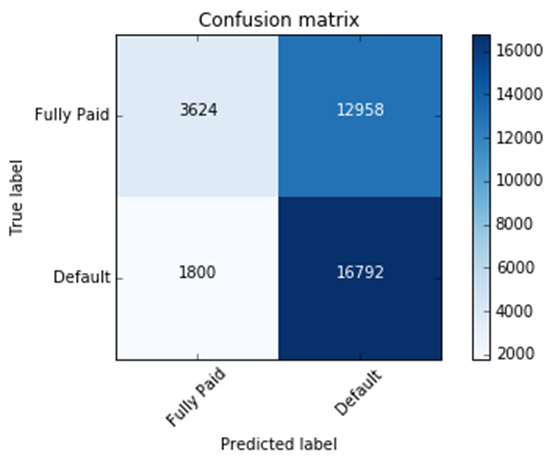 Confusion matrix
16000
14000
12000
10000
8000
6000
4000
2000
True label
Fully Paid
3624 12958
Default
1800 16792
Fully Paid
Default
Predicted label